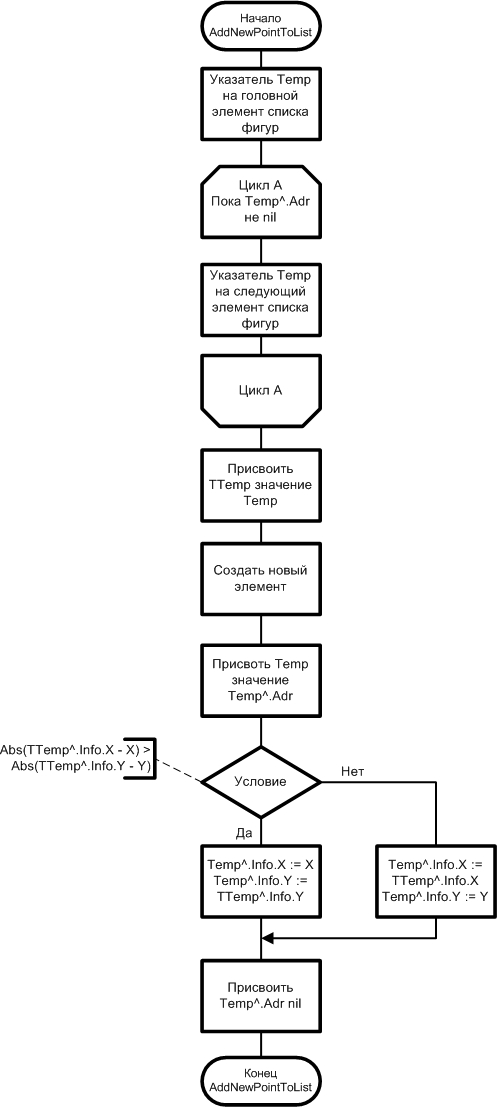 Начало
AddNewPointToList
Указатель Temp
на головной
элемент списка
фигур
Цикл А
Пока Temp^.Adr
не nil
Указатель Temp
на следующий
элемент списка
фигур
Цикл А
Присвоить
TTemp значение
Temp
Создать новый
элемент
Присвоть Temp
значение
Temp^.Adr
Abs(TTemp^.Info.X - X) >
Abs(TTemp^.Info.Y - Y)
Условие
Нет
Да
Temp^.Info.X := X
Temp^.Info.Y :=
TTemp^.Info.Y
Temp^.Info.X :=
TTemp^.Info.X
Temp^.Info.Y := Y
Присвоить
Temp^.Adr nil
Конец
AddNewPointToList